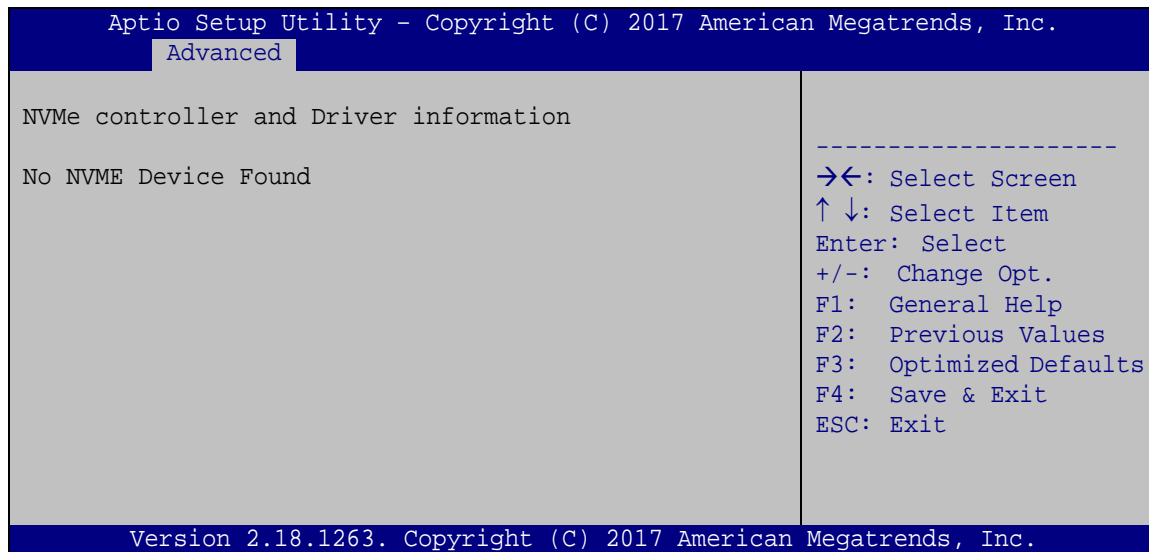 Aptio Setup Utility – Copyright (C) 2017 American Megatrends, Inc.
Advanced
NVMe controller and Driver information
No NVME Device Found
---------------------
→←: Select Screen
↑ ↓: Select Item
Enter: Select
+/-: Change Opt.
F1: General Help
F2: Previous Values
F3: Optimized Defaults
F4: Save & Exit
ESC: Exit
Version 2.18.1263. Copyright (C) 2017 American Megatrends, Inc.